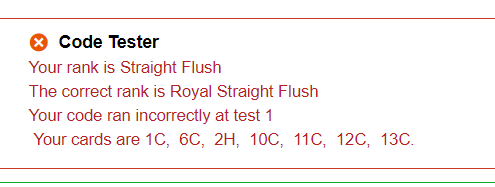 Code Tester
Your rank is Straight Flush
The correct rank is Royal Straight Flush
Your code ran incorrectly at test 1
Your cards are 1C, 6C, 2H, 10C, 11C, 12C, 13C.